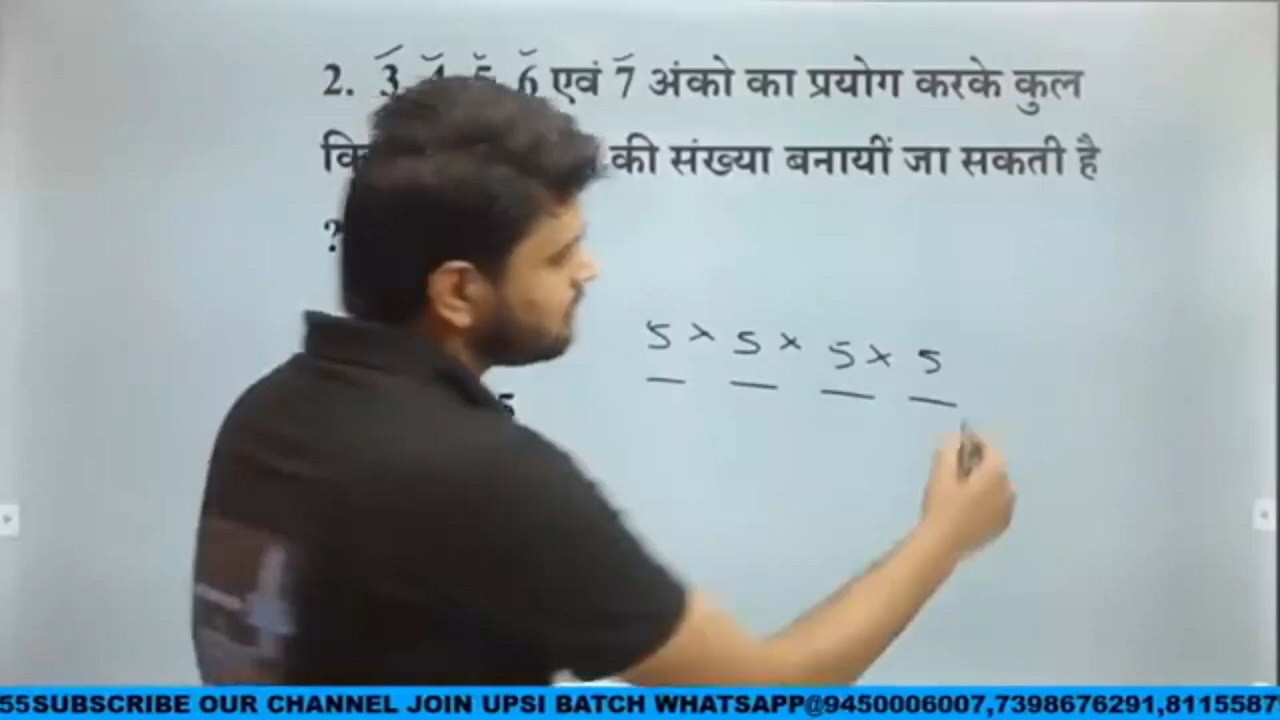 2. 3, 4, 5, 6 एवं 7 अंको का प्रयोग करके कुल
की संख्या बनायीं जा सकती है
?
5 × 5 × 5 × 5
5
55SUBSCRIBE OUR CHANNEL JOIN UPSI BATCH WHATSAPP@9450006007,7398676291,8115587